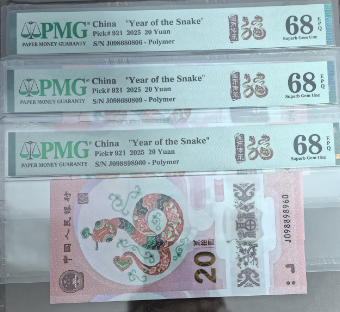 PMG China "Year of the Snake" 68 EPQ
Pick# 921 2025 20 Yuan
PAPER MONEY GUARANTY S/N - Polymer Superb Gem Unc
PMG China "Year of the Snake" 68 EPQ
Pick# 921 2025 20 Yuan
PAPER MONEY GUARANTY S/N - Polymer Superb Gem Unc
PMG China "Year of the Snake" 68 EPQ
Pick# 921 2025 20 Yuan
PAPER MONEY GUARANTY S/N J098898960 - Polymer Superb Gem Unc
中国人民银行
20
J098898960